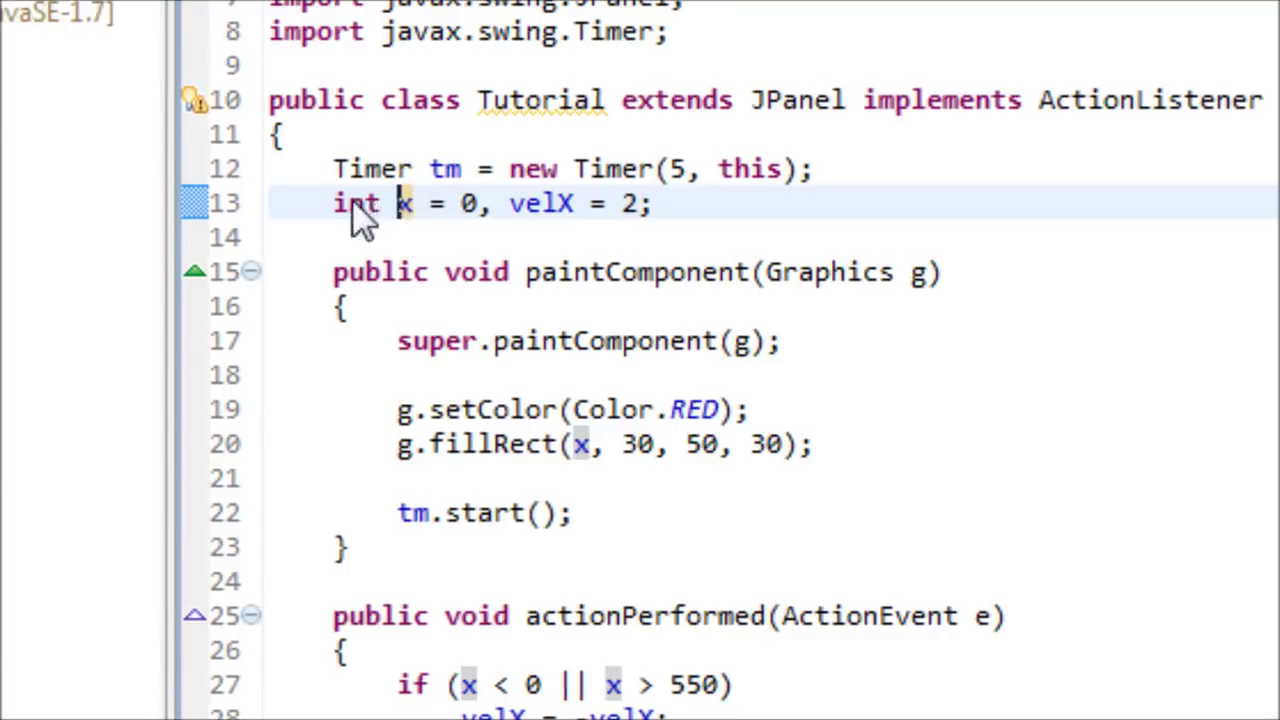 vaSE-1.7]
7 import javax.swing.JPanel;
8 import javax.swing.Timer;
9
10 public class Tutorial extends JPanel implements ActionListener
11 {
12 Timer tm = new Timer(5, this);
13 int x = 0, velX = 2;
14
15 public void paintComponent(Graphics g)
16 {
17 super.paintComponent(g);
18
19 g.setColor(Color.RED);
20 g.fillRect(x, 30, 50, 30);
21
22 tm.start();
23 }
24
25 public void actionPerformed(ActionEvent e)
26 {
27 if (x < 0 || x > 550)
28 velX = -velX;